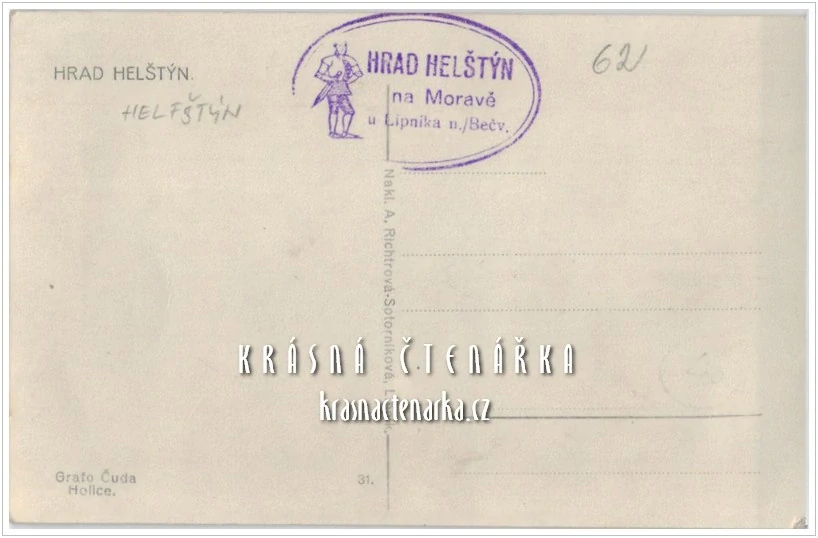 HRAD HELŠTÝN.
HELFŠTÝN
HRAD HELŠTÝN
na Moravě
u Lipníka n./Bečv.
62
Nakl. A. Richtrová-Sotorníková,
KRÁSNÁ ČTENÁŘKA
krasnactenarka.cz
Grafo Čuda
Holice.
31.